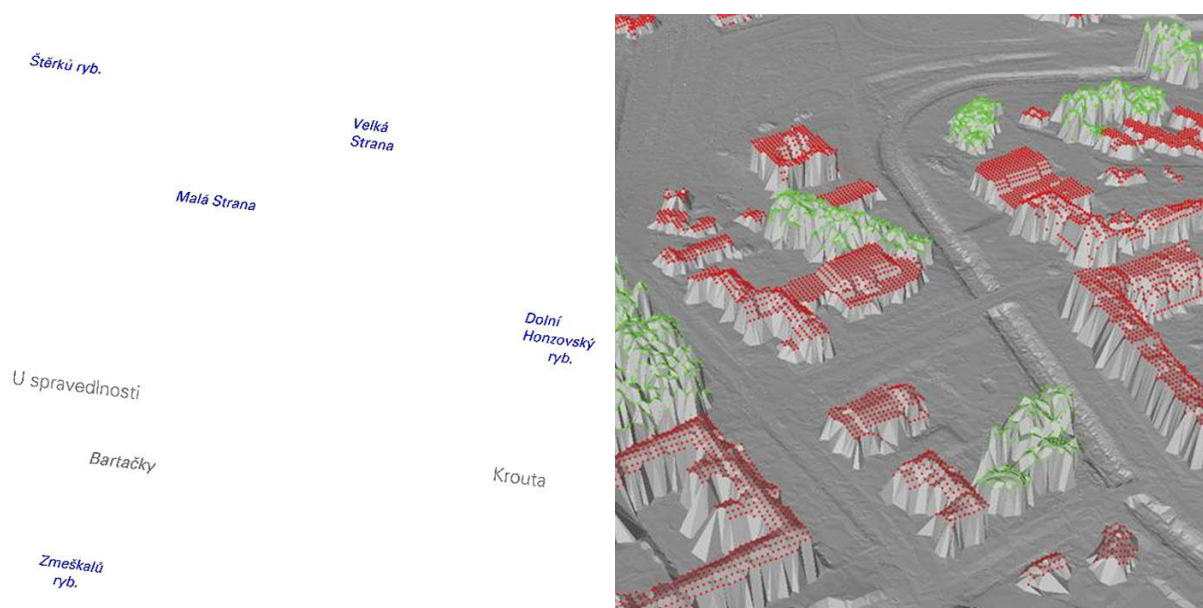 Štěrků ryb.
Velká
Strana
Malá Strana
Dolní
Honzovský
ryb.
U spravedlnosti
Bartačky
Krouta
Zmeškalů
ryb.